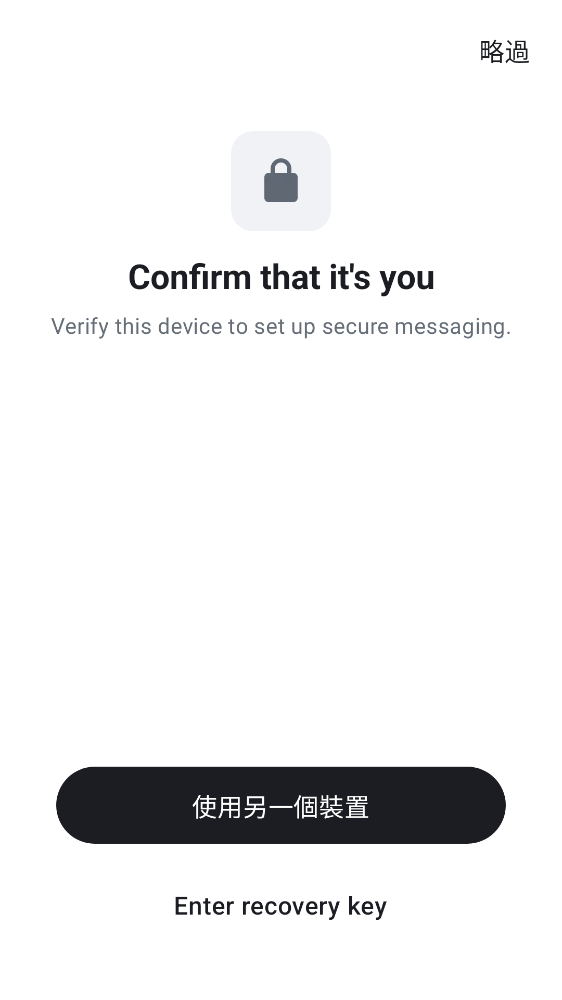 略過
Confirm that it's you
Verify this device to set up secure messaging.
使用另一個裝置
Enter recovery key